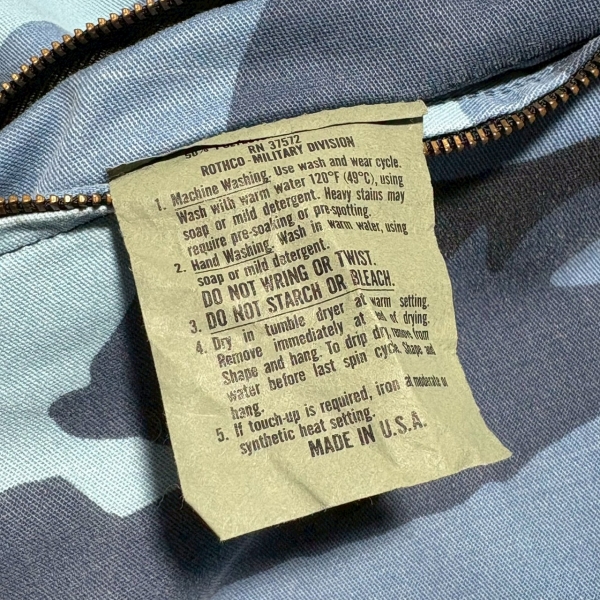 RN 37572
ROTHCO - MILITARY DIVISION
1. Machine Washing: Use wash and wear cycle.
Wash with warm water 120°F (49°C), using
soap or mild detergent. Heavy stains may
require pre-soaking or pre-spotting.
2. Hand Washing: Wash in warm water, using
soap or mild detergent.
DO NOT WRING OR TWIST.
3. DO NOT STARCH OR BLEACH.
4. Dry in tumble dryer at warm setting.
Remove immediately at end of drying.
Shape and hang. To drip dry, remove from
water before last spin cycle. Shape and
hang.
5. If touch-up is required, iron at moderate or
synthetic heat setting.
MADE IN U.S.A.